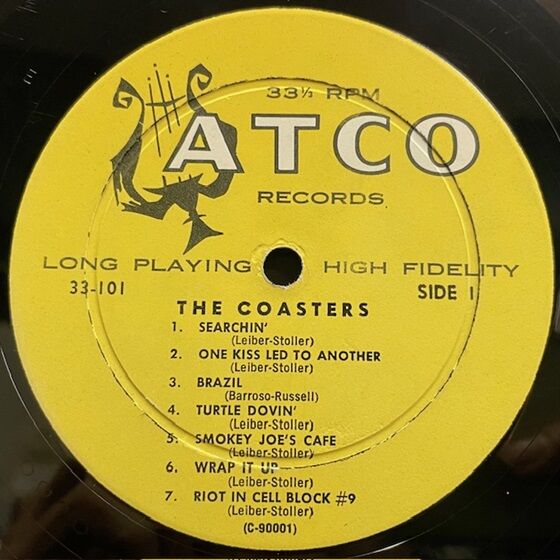 33⅓ RPM
ATCO
RECORDS
LONG PLAYING HIGH FIDELITY
33-101 SIDE 1
THE COASTERS
1. SEARCHIN'
(Leiber-Stoller)
2. ONE KISS LED TO ANOTHER
(Leiber-Stoller)
3. BRAZIL
(Barroso-Russell)
4. TURTLE DOVIN'
(Leiber-Stoller)
5. SMOKEY JOE'S CAFE
(Leiber-Stoller)
6. WRAP IT UP
(Leiber-Stoller)
7. RIOT IN CELL BLOCK #9
(Leiber-Stoller)
(C-90001)